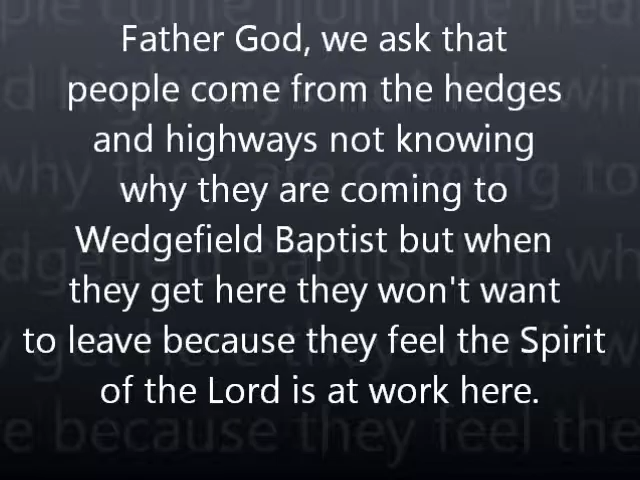 Father God, we ask that
people come from the hedges
and highways not knowing
why they are coming to
Wedgefield Baptist but when
they get here they won't want
to leave because they feel the Spirit
of the Lord is at work here.